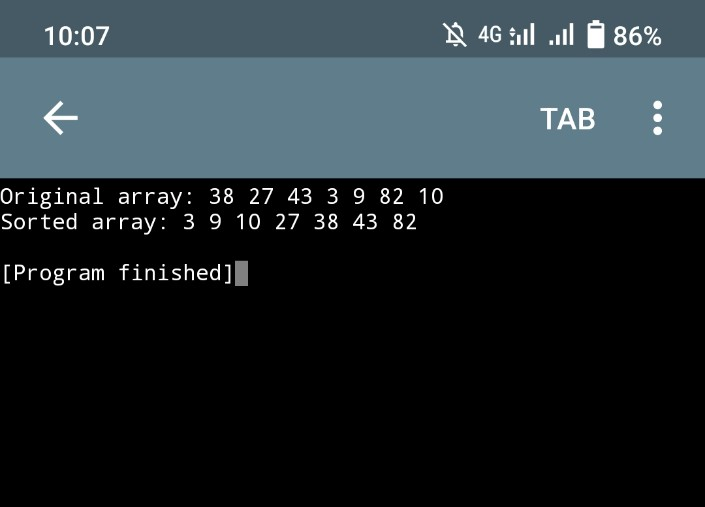 10:07 4G 86%
TAB
Original array: 38 27 43 3 9 82 10
Sorted array: 3 9 10 27 38 43 82
[Program finished]